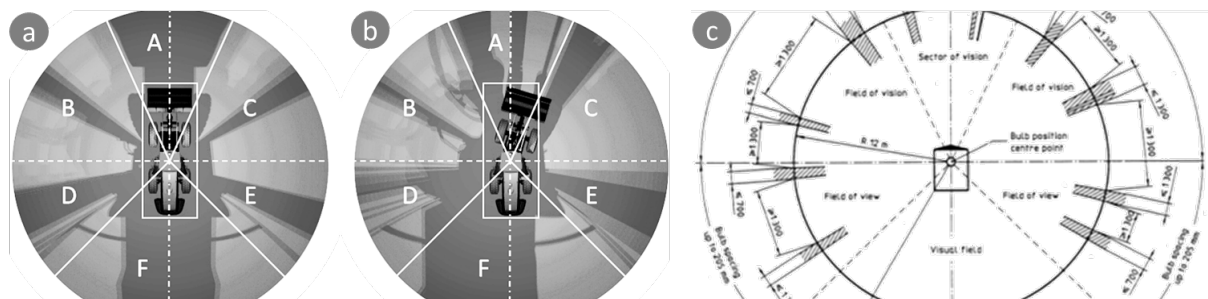 a
A
B
C
D
E
F
b
A
B
C
D
E
F
c
≥1300
≤700
≥1300
Sector of vision
Field of vision
Field of vision
≥1300
≤1300
≥1300
R 12 m
Bulb position
centre point
Field of view
Field of view
Visual field
≤700
≥1300
≤1300
≥1300
≤700
Bulb spacing
up to 205 mm
Bulb spacing
up to 205 mm